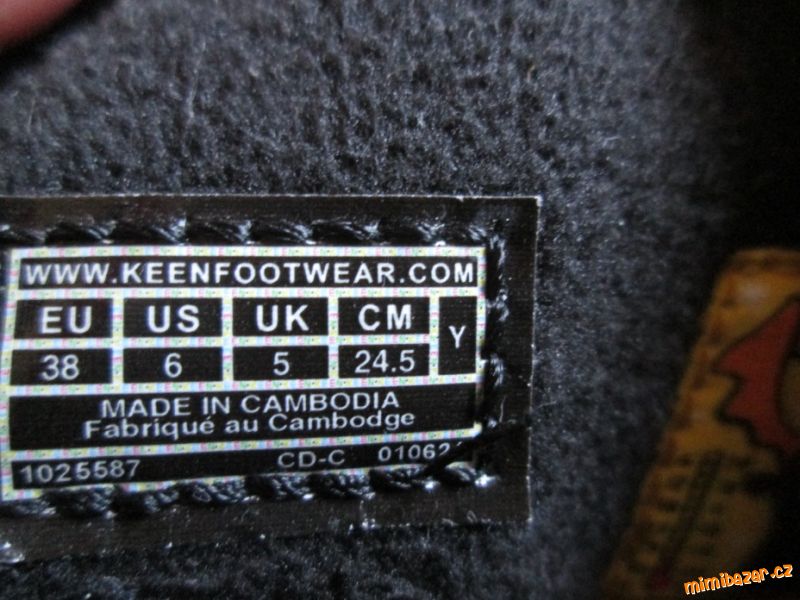 WWW.KEENFOOTWEAR.COM
EU US UK CM Y
38 6 5 24.5
MADE IN CAMBODIA
Fabriqué au Cambodge
1025587 CD-C
mimibazar.cz